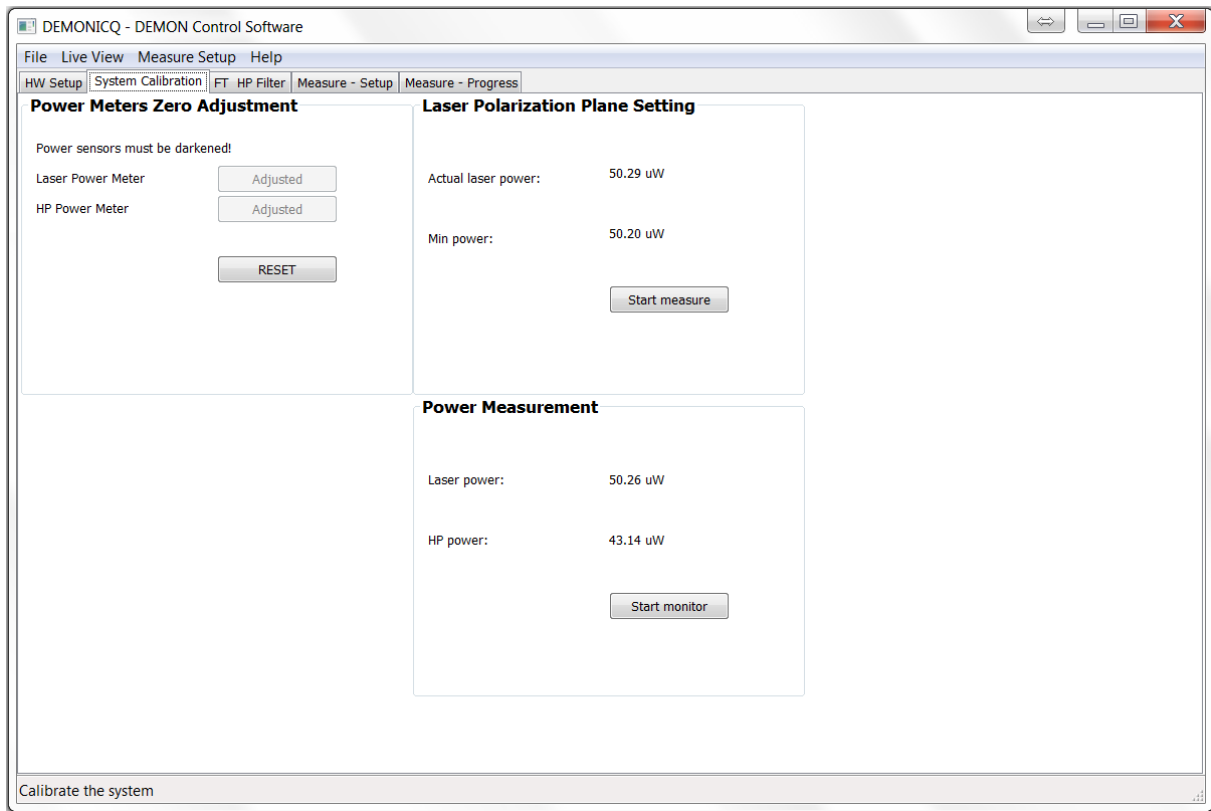 DEMONICQ - DEMON Control Software
File Live View Measure Setup Help
HW Setup System Calibration FT HP Filter Measure - Setup Measure - Progress
Power Meters Zero Adjustment
Power sensors must be darkened!
Laser Power Meter Adjusted
HP Power Meter Adjusted
RESET
Laser Polarization Plane Setting
Actual laser power: 50.29 uW
Min power: 50.20 uW
Start measure
Power Measurement
Laser power: 50.26 uW
HP power: 43.14 uW
Start monitor
Calibrate the system